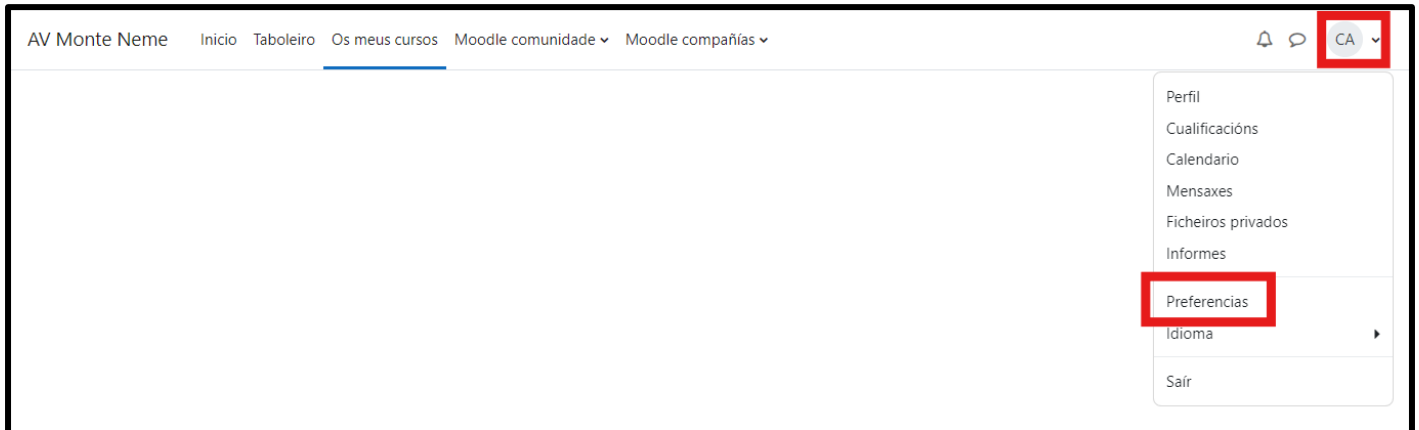 AV Monte Neme Inicio Taboleiro Os meus cursos Moodle comunidade Moodle compañías CA
Perfil
Cualificacións
Calendario
Mensaxes
Ficheiros privados
Informes
Preferencias
Idioma
Saír